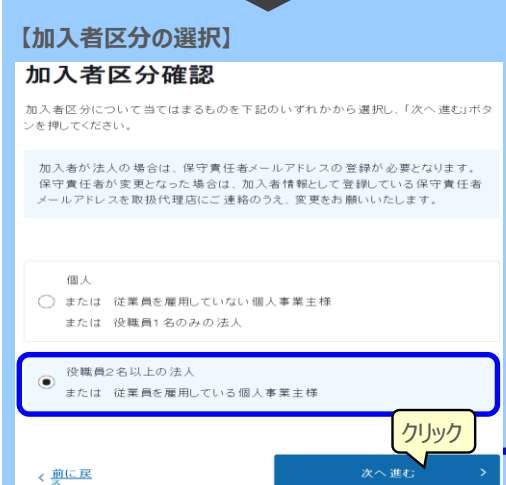 【加入者区分の選択】
加入者区分確認
加入者区分について当てはまるものを下記のいずれかから選択し、「次へ進む」ボタ
ンを押してください。
加入者が法人の場合は、保守責任者メールアドレスの登録が必要となります。
保守責任者が変更となった場合は、加入者情報として登録している保守責任者
メールアドレスを取扱代理店にご連絡のうえ、変更をお願いいたします。
個人
または 従業員を雇用していない個人事業主様
または 役職員1名のみの法人
役職員2名以上の法人
または 従業員を雇用している個人事業主様
クリック
< 前に戻
る
次へ進む >